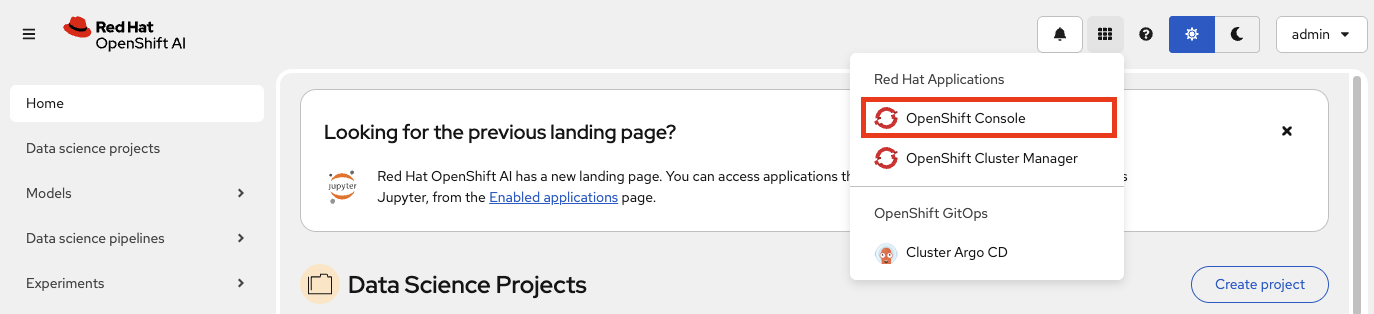 Red Hat
OpenShift AI
admin
Red Hat Applications
OpenShift Console
OpenShift Cluster Manager
OpenShift GitOps
Cluster Argo CD
Home
Data science projects
Models
Data science pipelines
Experiments
Looking for the previous landing page?
jupyter
Red Hat OpenShift AI has a new landing page. You can access applications
Jupyter, from the Enabled applications page.
Data Science Projects
Create project